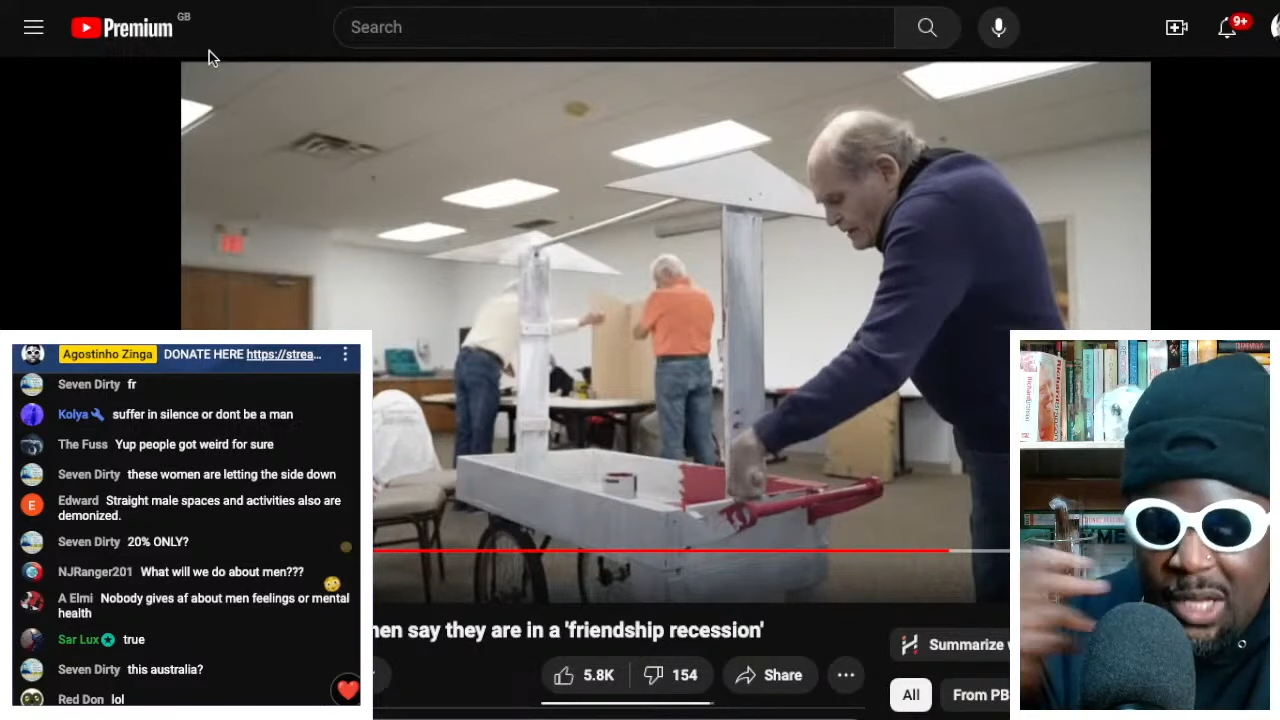 Premium
GB
Search
9+
Agostinho Zinga DONATE HERE https://strea...
Seven Dirty fr
Kolya suffer in silence or dont be a man
The Fuss Yup people got weird for sure
Seven Dirty these women are letting the side down
Edward Straight male spaces and activities also are
demonized.
Seven Dirty 20% ONLY?
NJRanger201 What will we do about men???
A Elmi Nobody gives af about men feelings or mental
health
Sar Lux true
Seven Dirty this australia?
Red Don lol
E
men say they are in a 'friendship recession'
5.8K
154
Share
Summarize
All
From PB